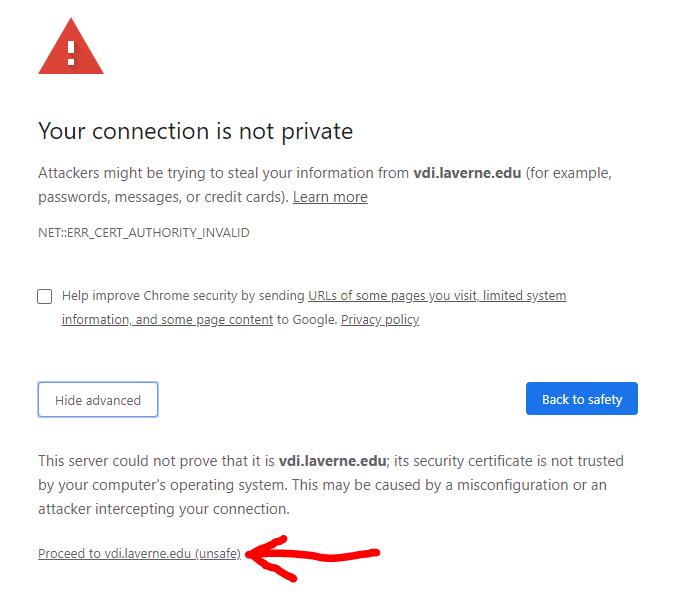 Your connection is not private
Attackers might be trying to steal your information from vdi.laverne.edu (for example,
passwords, messages, or credit cards). Learn more
NET::ERR_CERT_AUTHORITY_INVALID
Help improve Chrome security by sending URLs of some pages you visit, limited system
information, and some page content to Google. Privacy policy
Hide advanced
Back to safety
This server could not prove that it is vdi.laverne.edu; its security certificate is not trusted
by your computer's operating system. This may be caused by a misconfiguration or an
attacker intercepting your connection.
Proceed to vdi.laverne.edu (unsafe)